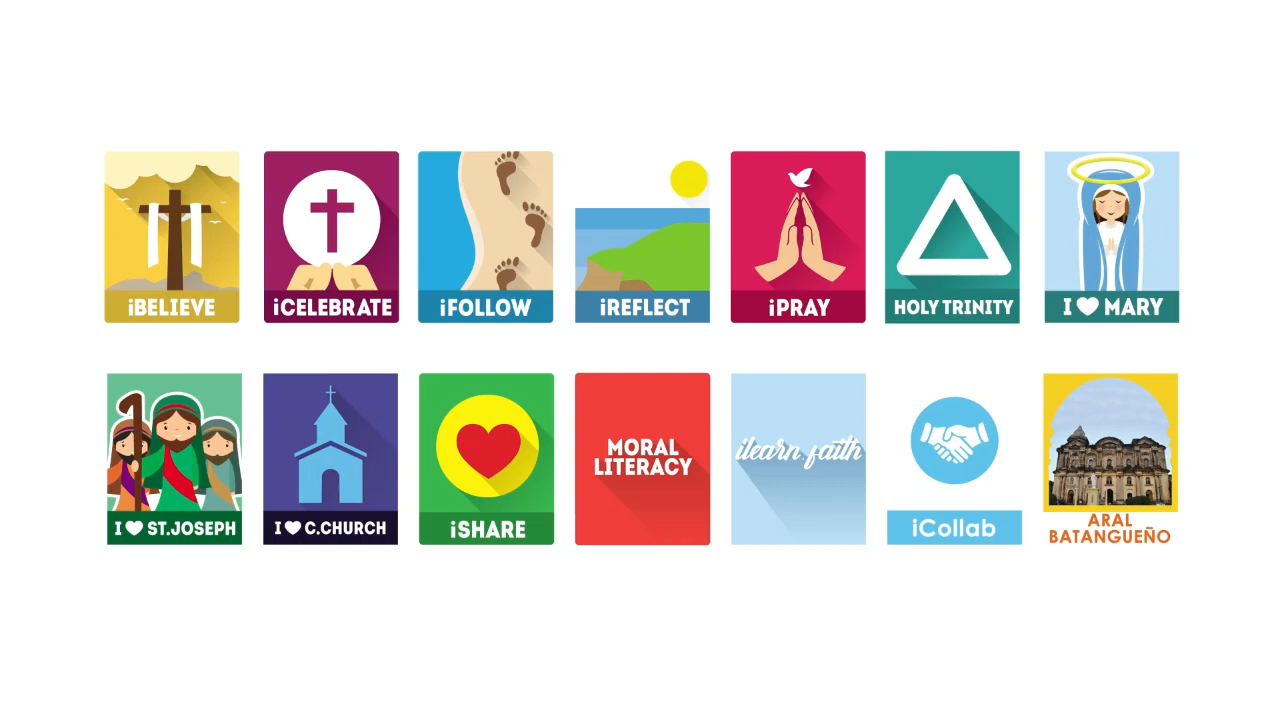 iBELIEVE
iCELEBRATE
iFOLLOW
iREFLECT
iPRAY
HOLY TRINITY
I ♥ MARY
I ♥ ST.JOSEPH
I ♥ C.CHURCH
iSHARE
MORAL
LITERACY
ilearn.faith
iCollab
ARAL
BATANGUEÑO